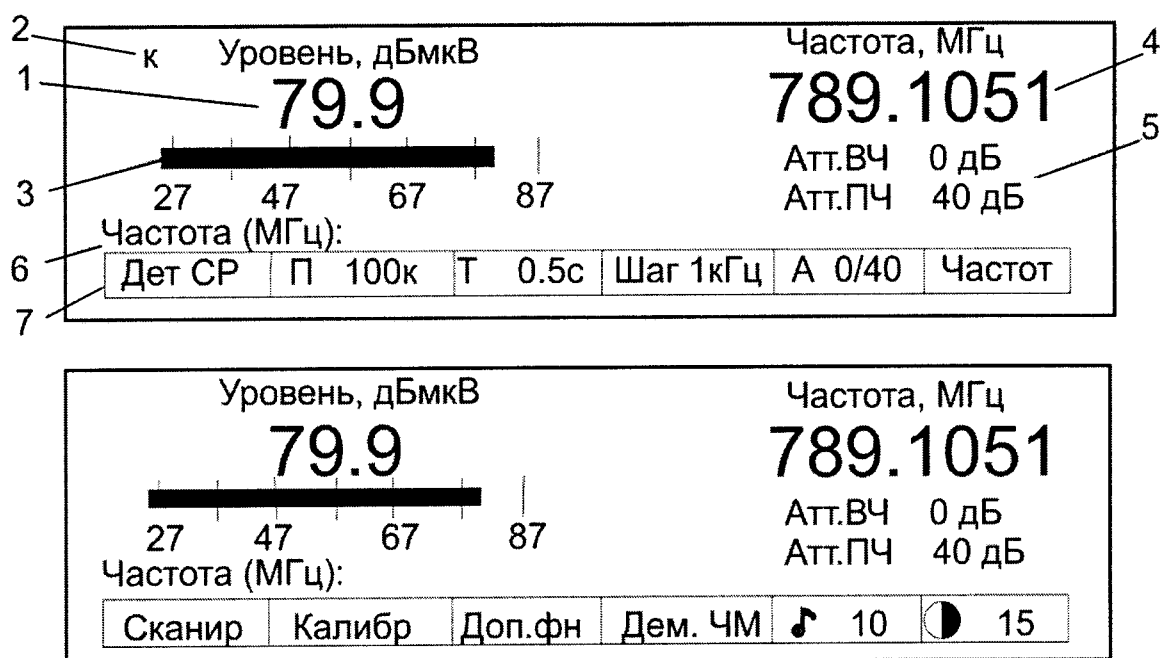 2 к Уровень, дБмкВ Частота, МГц 4
1 79.9 789.1051
5
Атт.ВЧ 0 дБ
3
27 47 67 87 Атт.ПЧ 40 дБ
Частота (МГц):
6
Дет СР П 100к Т 0.5с Шаг 1кГц А 0/40 Частот
7
Уровень, дБмкВ Частота, МГц
79.9 789.1051
Атт.ВЧ 0 дБ
27 47 67 87 Атт.ПЧ 40 дБ
Частота (МГц):
Сканир Калибр Доп.фн Дем. ЧМ 10 15